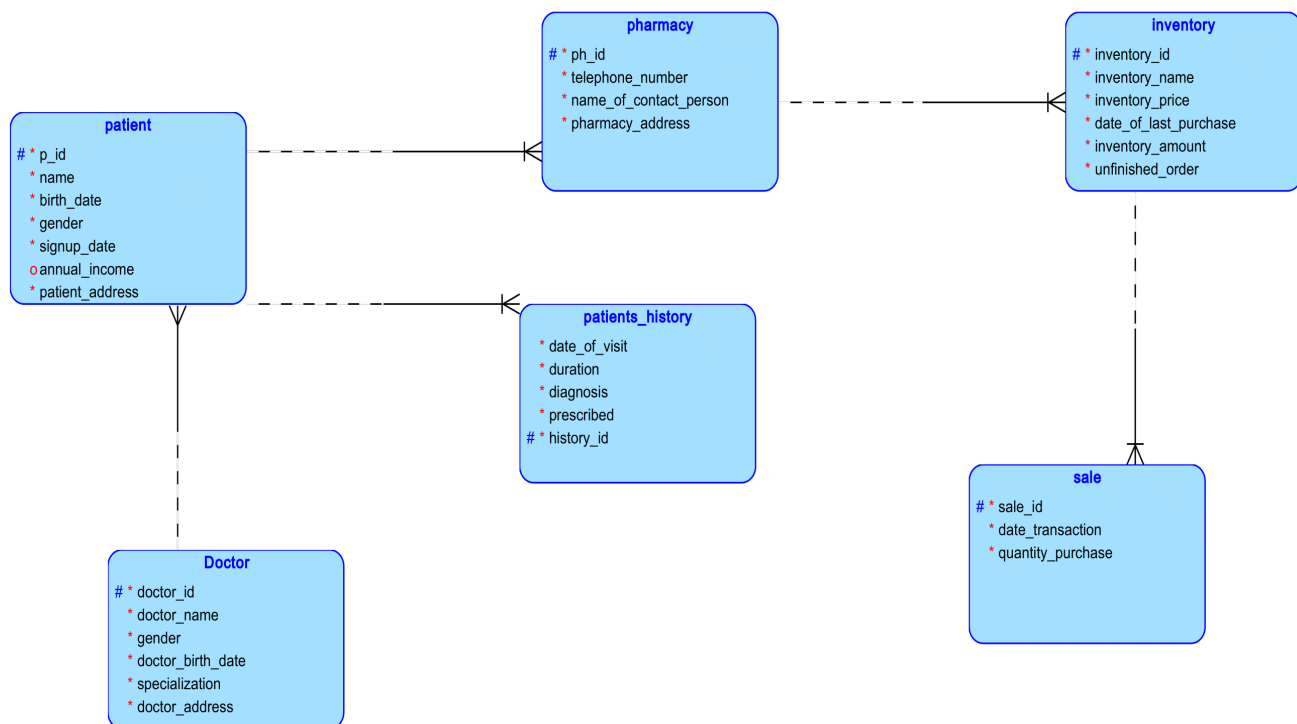 patient
# * p_id
* name
* birth_date
* gender
* signup_date
o annual_income
* patient_address
pharmacy
# * ph_id
* telephone_number
* name_of_contact_person
* pharmacy_address
inventory
# * inventory_id
* inventory_name
* inventory_price
* date_of_last_purchase
* inventory_amount
* unfinished_order
patients_history
* date_of_visit
* duration
* diagnosis
* prescribed
# * history_id
Doctor
# * doctor_id
* doctor_name
* gender
* doctor_birth_date
* specialization
* doctor_address
sale
# * sale_id
* date_transaction
* quantity_purchase